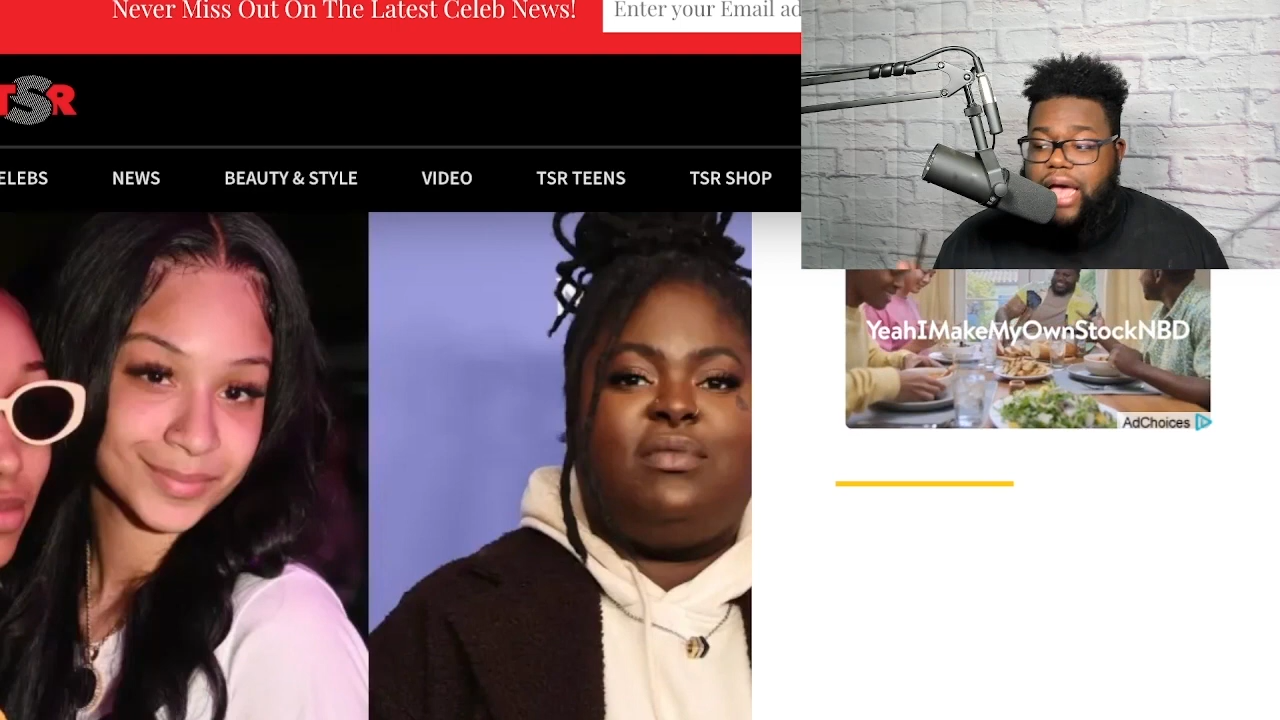 Never Miss Out On The Latest Celeb News!
Enter your Email ad
TSR
ELEBS
NEWS
BEAUTY & STYLE
VIDEO
TSR TEENS
TSR SHOP
YeahIMakeMyOwnStockNBD
AdChoices